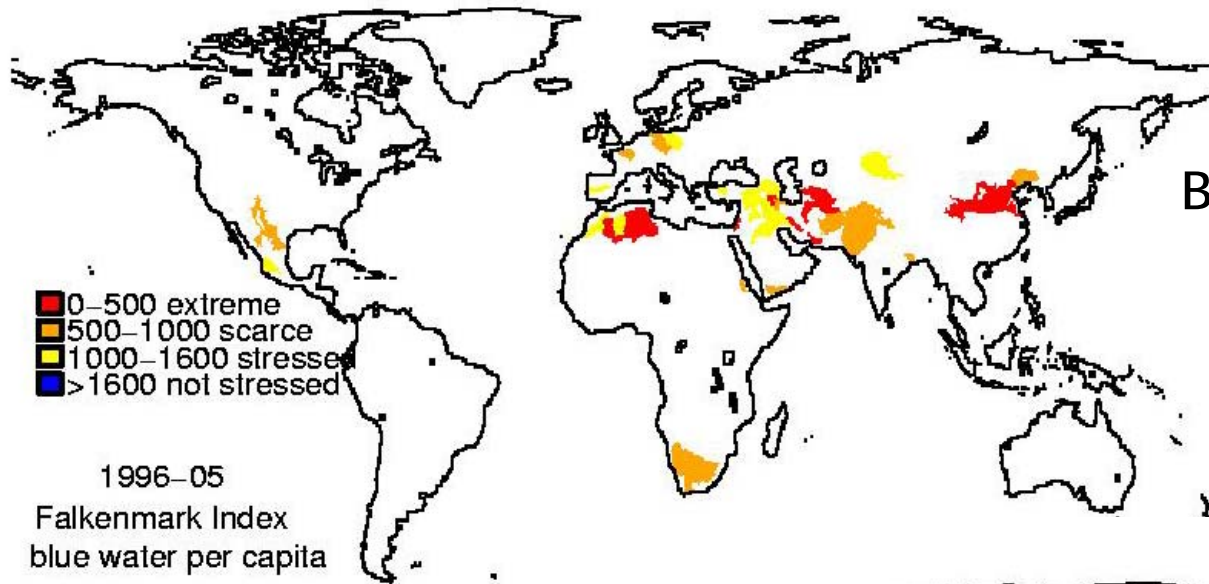 B
0–500 extreme
500–1000 scarce
1000–1600 stressed
>1600 not stressed
1996–05
Falkenmark Index
blue water per capita